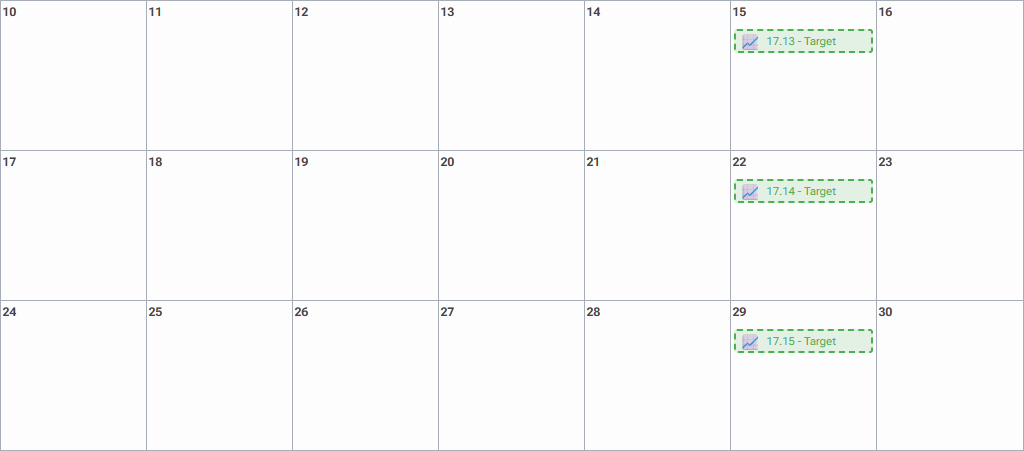 10 11 12 13 14 15 16
17.13 - Target
17 18 19 20 21 22 23
17.14 - Target
24 25 26 27 28 29 30
17.15 - Target